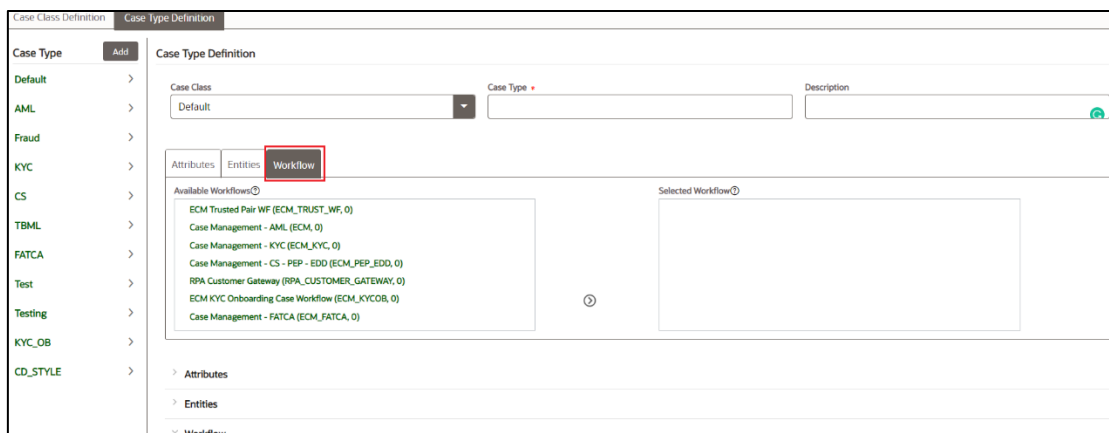 Case Class Definition Case Type Definition
Case Type Add
Default
AML
Fraud
KYC
CS
TBML
FATCA
Test
Testing
KYC_OB
CD_STYLE
Case Type Definition
Case Class Case Type * Description
Default
Attributes Entities Workflow
Available Workflows Selected Workflow
ECM Trusted Pair WF (ECM_TRUST_WF, 0)
Case Management - AML (ECM, 0)
Case Management - KYC (ECM_KYC, 0)
Case Management - CS - PEP - EDD (ECM_PEP_EDD, 0)
RPA Customer Gateway (RPA_CUSTOMER_GATEWAY, 0)
ECM KYC Onboarding Case Workflow (ECM_KYCOB, 0)
Case Management - FATCA (ECM_FATCA, 0)
Attributes
Entities
Workflow